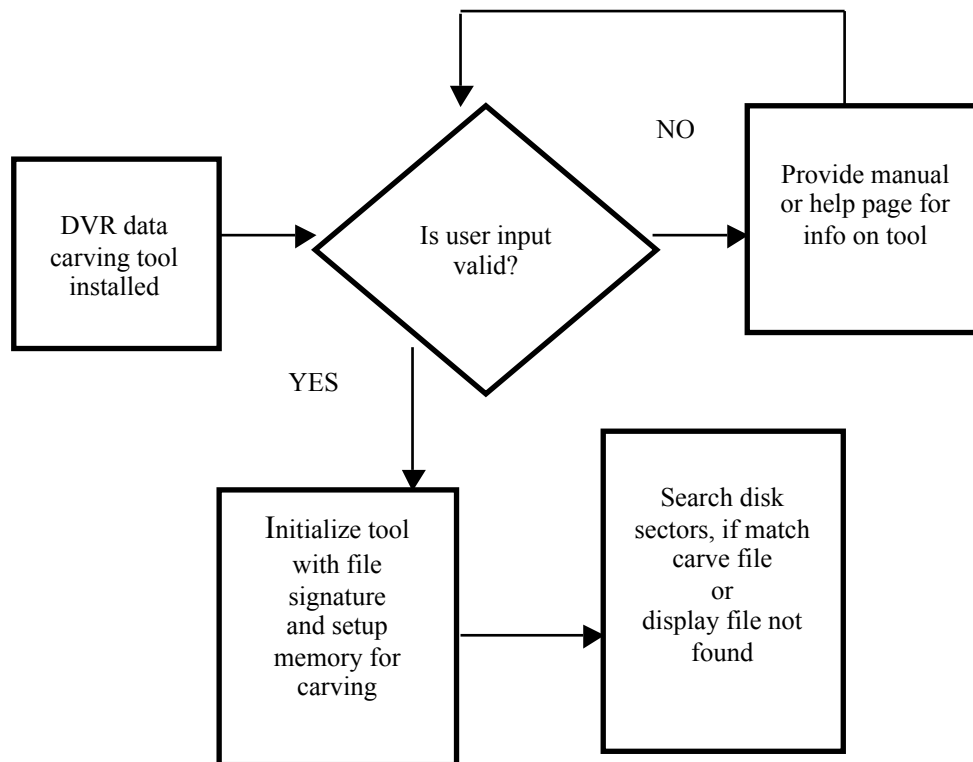 DVR data
carving tool
installed
Is user input
valid?
NO
Provide manual
or help page for
info on tool
YES
Initialize tool
with file
signature
and setup
memory for
carving
Search disk
sectors, if match
carve file
or
display file not
found